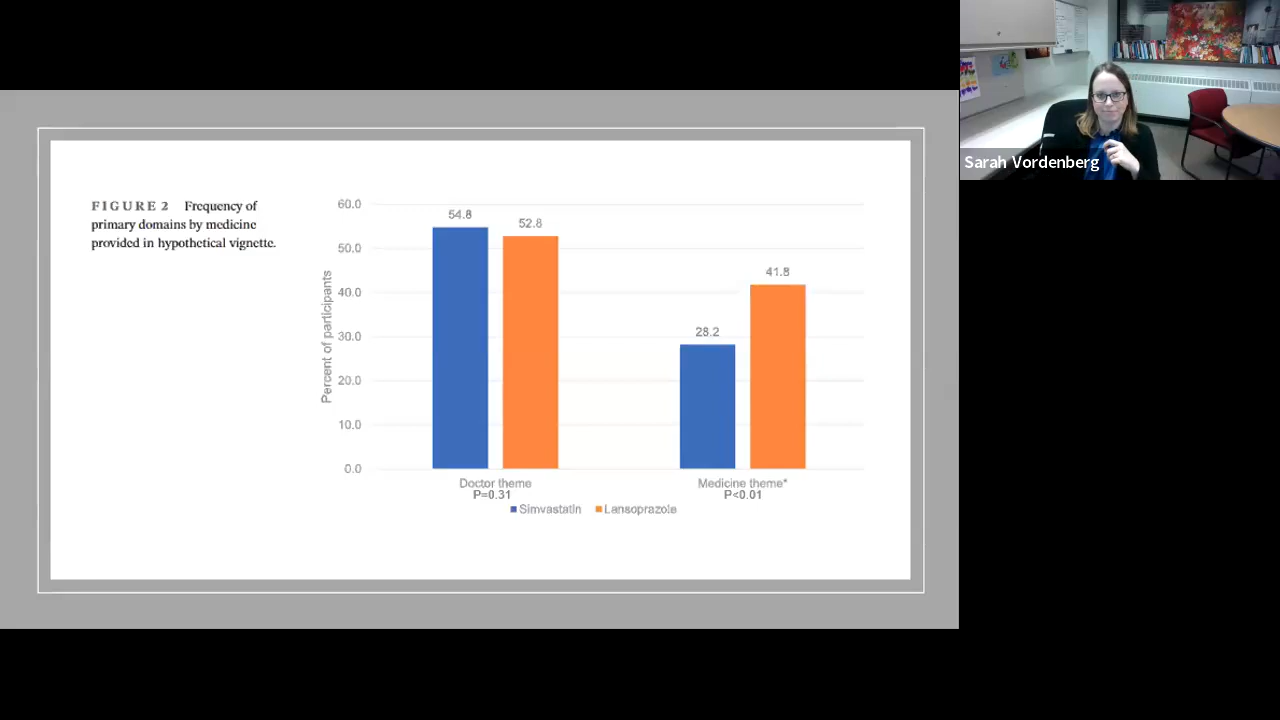 Sarah Vordenberg
FIGURE 2 Frequency of
primary domains by medicine
provided in hypothetical vignette.
Percent of participants
60.0
50.0
40.0
30.0
20.0
10.0
0.0
54.8
52.8
28.2
41.8
Doctor theme
P=0.31
Medicine theme*
P<0.01
Simvastatin Lansoprazole